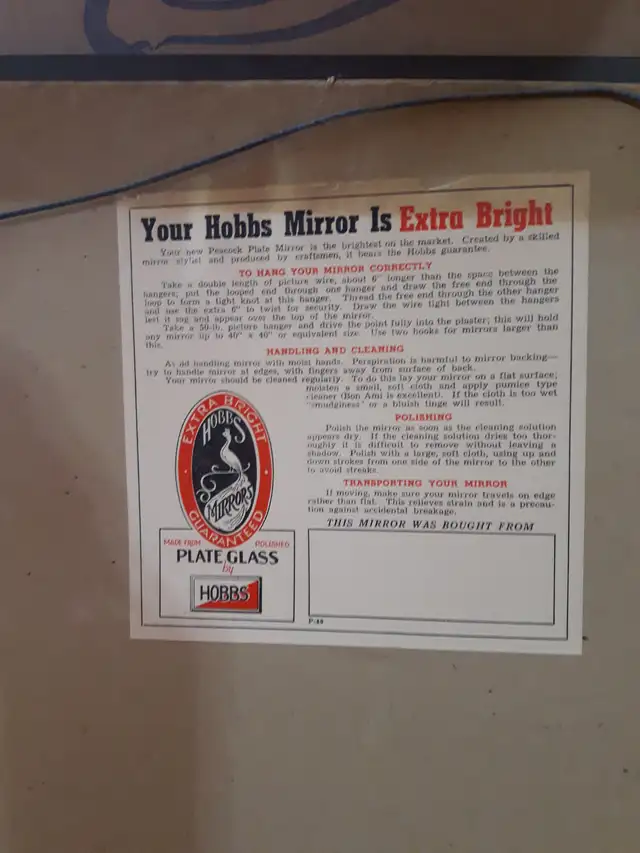 Your Hobbs Mirror Is Extra Bright
Your new Peacock Plate Mirror is the brightest on the market. Created by a skilled
mirror stylist and produced by craftsmen, it bears the Hobbs guarantee.
TO HANG YOUR MIRROR CORRECTLY
Take a double length of picture wire, about 6" longer than the space between the
hangers; put the looped end through one hanger and draw the free end through the
loop to form a tight knot at this hanger. Thread the free end through the other hanger
and use the extra 6" to twist for security. Draw the wire tight between the hangers
lest it sag and appear over the top of the mirror.
Take a 50-lb. picture hanger and drive the point fully into the plaster; this will hold
any mirror up to 40" x 40" or equivalent size. Use two hooks for mirrors larger than
this.
HANDLING AND CLEANING
Avoid handling mirror with moist hands. Perspiration is harmful to mirror backing—
try to handle mirror at edges, with fingers away from surface of back.
Your mirror should be cleaned regularly. To do this lay your mirror on a flat surface;
moisten a small, soft cloth and apply pumice type
cleaner (Bon Ami is excellent). If the cloth is too wet
"smudginess" or a bluish tinge will result.
POLISHING
Polish the mirror as soon as the cleaning solution
appears dry. If the cleaning solution dries too thor-
oughly it is difficult to remove without leaving a
shadow. Polish with a large, soft cloth, using up and
down strokes from one side of the mirror to the other
to avoid streaks.
TRANSPORTING YOUR MIRROR
If moving, make sure your mirror travels on edge
rather than flat. This relieves strain and is a precau-
tion against accidental breakage.
THIS MIRROR WAS BOUGHT FROM
EXTRA BRIGHT
HOBBS
MIRRORS
GUARANTEED
MADE FROM POLISHED
PLATE GLASS
by
HOBBS